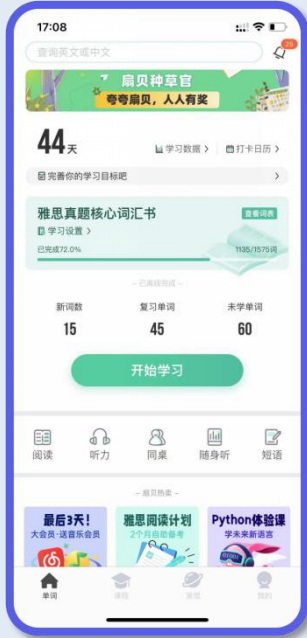 17:08
查询英文或中文
25
扇贝种草官
夸夸扇贝，人人有奖
44天
学习数据 >
打卡日历 >
完善你的学习目标吧 >
雅思真题核心词汇书
查看词表
学习设置 >
已完成72.0%
1135/1575词
新词数
复习单词
未学单词
15
45
60
开始学习
阅读
听力
同桌
随身听
短语
- 扇贝热卖 -
最后3天!
雅思阅读计划
Python体验课
大会员·送音乐会员
2个月自助备考
学未来新语言
单词
课程
发现
我的